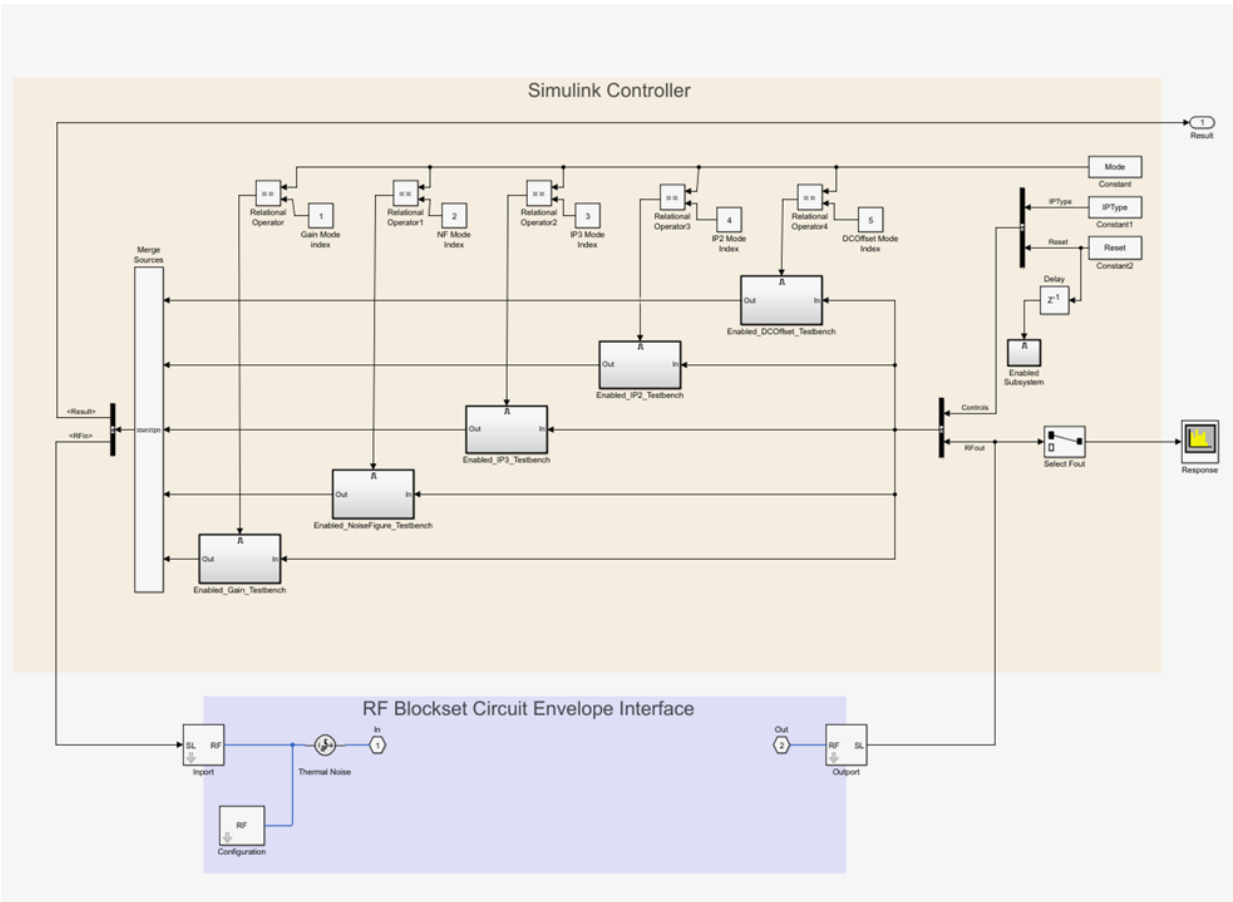 Simulink Controller
1
Result
Mode
Constant
==
Relational
Operator
1
Gain Mode
index
==
Relational
Operator1
2
NF Mode
Index
==
Relational
Operator2
3
IP3 Mode
Index
==
Relational
Operator3
4
IP2 Mode
Index
==
Relational
Operator4
5
DCOffset Mode
Index
IPType
IPType
Constant1
Reset
Reset
Constant2
Merge
Sources
merge
Delay
Z-1
Enabled
Subsystem
Out
In
Enabled_DCOffset_Testbench
Out
In
Enabled_IP2_Testbench
Out
In
Enabled_IP3_Testbench
Out
In
Enabled_NoiseFigure_Testbench
Out
In
Enabled_Gain_Testbench
<Result>
<RFin>
Controls
RFout
Select Fout
Response
RF Blockset Circuit Envelope Interface
SL
RF
Inport
Thermal Noise
In
1
Out
2
RF
SL
Outport
RF
Configuration